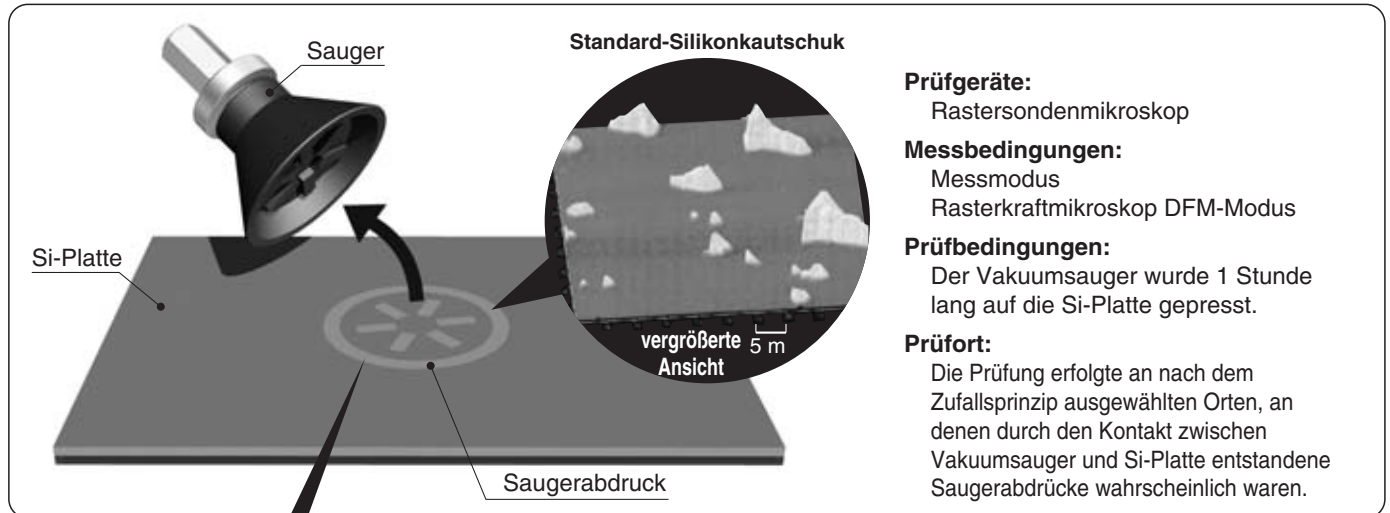 Sauger
Standard-Silikonkautschuk
Si-Platte
vergrößerte
Ansicht
5 m
Saugerabdruck
Prüfgeräte:
Rastersondenmikroskop
Messbedingungen:
Messmodus
Rasterkraftmikroskop DFM-Modus
Prüfbedingungen:
Der Vakuumsauger wurde 1 Stunde
lang auf die Si-Platte gepresst.
Prüfort:
Die Prüfung erfolgte an nach dem
Zufallsprinzip ausgewählten Orten, an
denen durch den Kontakt zwischen
Vakuumsauger und Si-Platte entstandene
Saugerabdrücke wahrscheinlich waren.